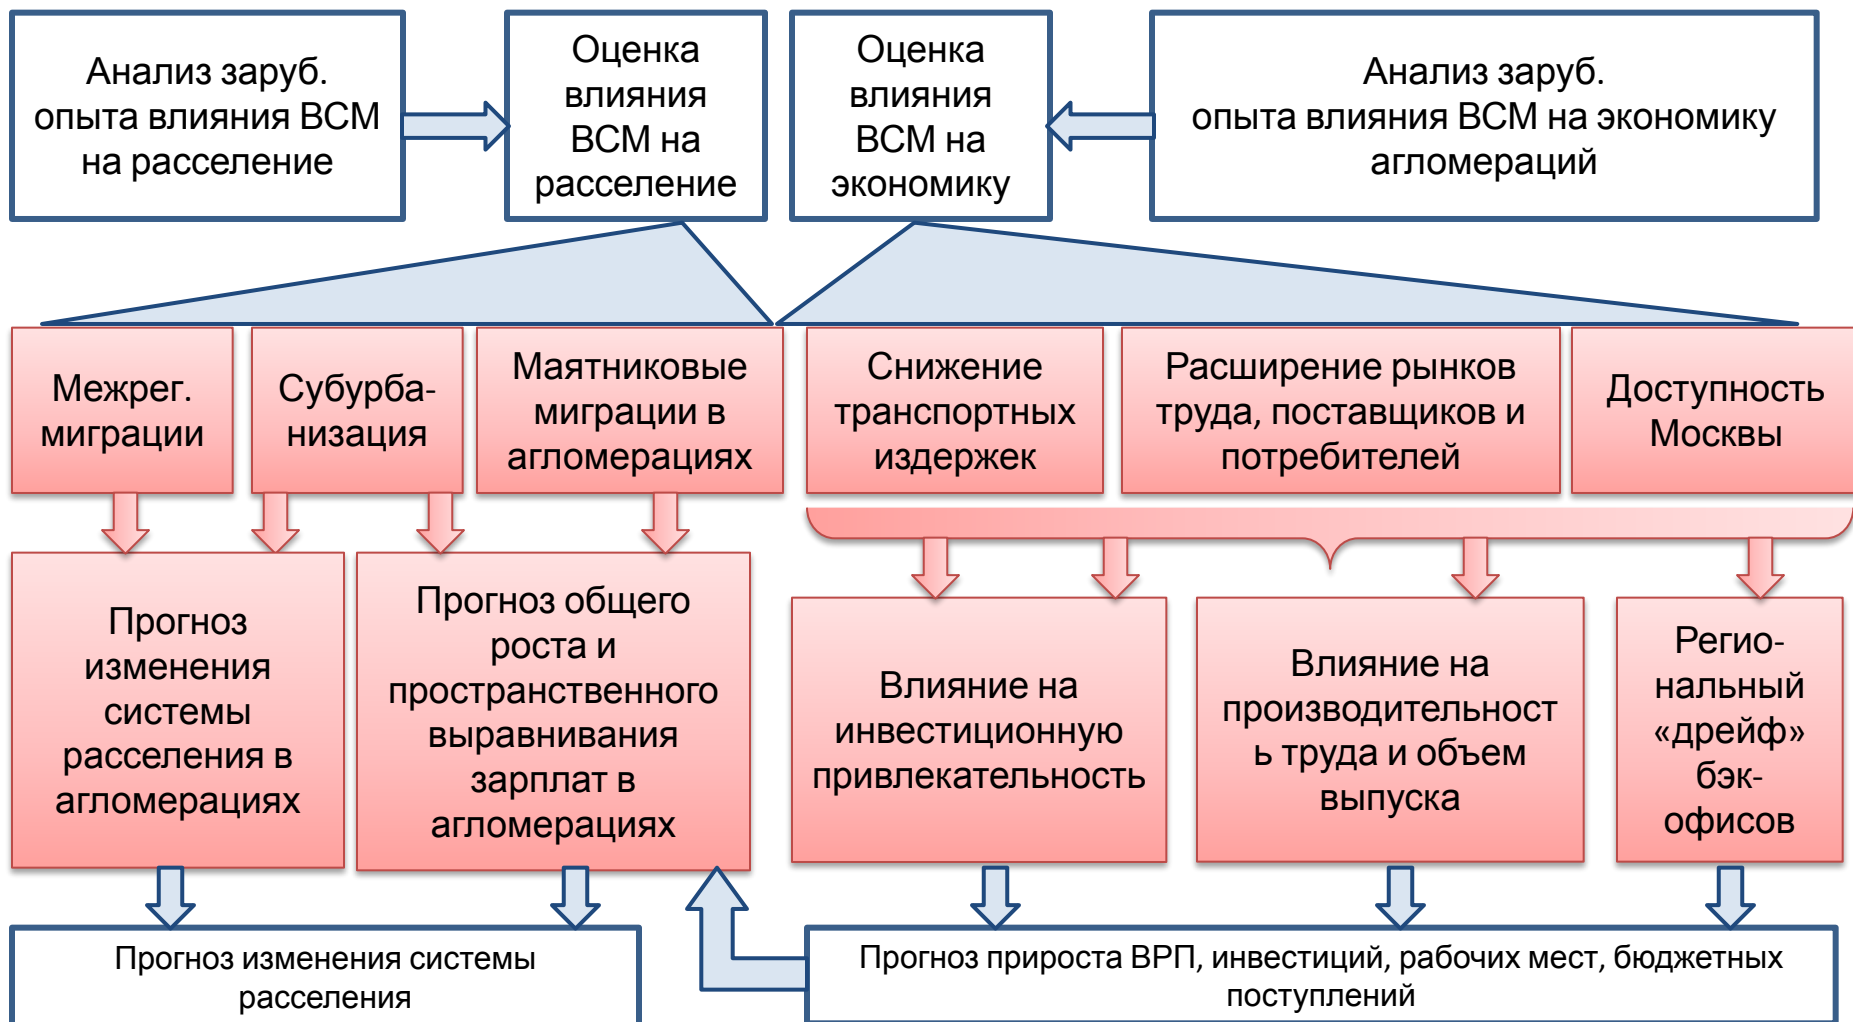 Анализ заруб.
опыта влияния ВСМ
на расселение
Оценка
влияния
ВСМ на
расселение
Оценка
влияния
ВСМ на
экономику
Анализ заруб.
опыта влияния ВСМ на экономику
агломераций
Межрег.
миграции
Субурба-
низация
Маятниковые
миграции в
агломерациях
Снижение
транспортных
издержек
Расширение рынков
труда, поставщиков и
потребителей
Доступность
Москвы
Прогноз
изменения
системы
расселения в
агломерациях
Прогноз общего
роста и
пространственного
выравнивания
зарплат в
агломерациях
Влияние на
инвестиционную
привлекательность
Влияние на
производительност
ь труда и объем
выпуска
Регио-
нальный
«дрейф»
бэк-
офисов
Прогноз изменения системы
расселения
Прогноз прироста ВРП, инвестиций, рабочих мест, бюджетных
поступлений